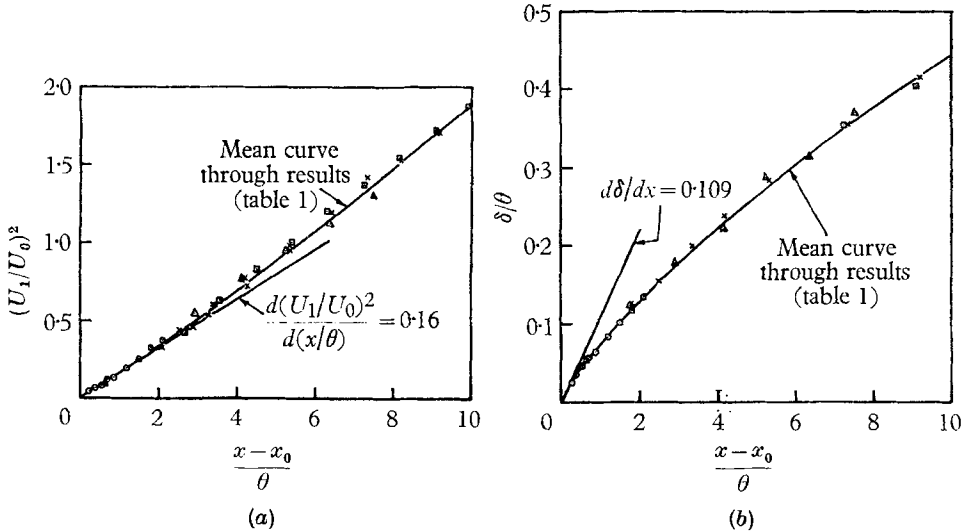 2·0
1·5
1·0
0·5
0
0
2
4
6
8
10
(U₁/U₀)²
Mean curve
through results
(table 1)
d(U₁/U₀)²
d(x/θ)
=0·16
x−x₀
θ
(a)
0·5
0·4
0·3
0·2
0·1
0
2
4
6
8
10
δ/θ
dδ/dx=0·109
Mean curve
through results
(table 1)
x−x₀
θ
(b)